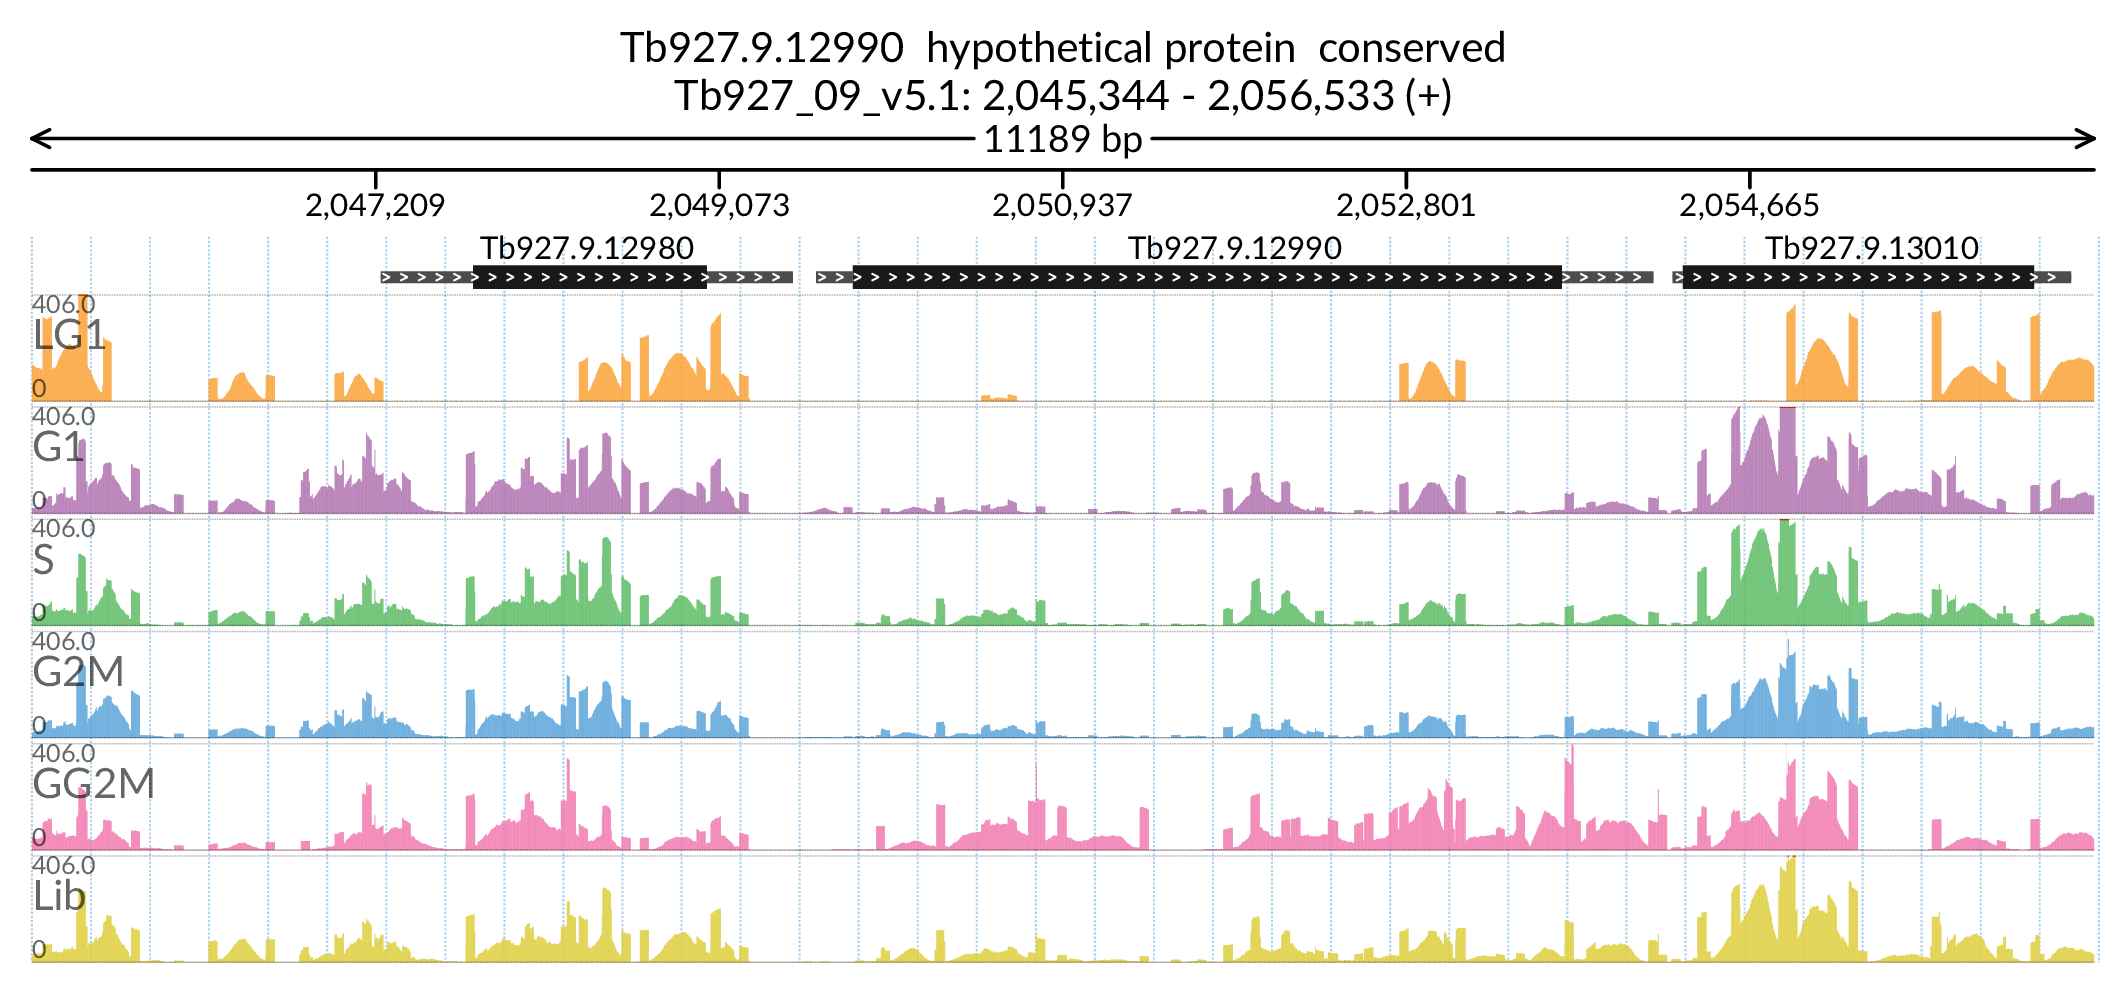 Tb927.9.12990 hypothetical protein conserved
Tb927_09_v5.1: 2,045,344 - 2,056,533 (+)
11189 bp
2,047,209 2,049,073 2,050,937 2,052,801 2,054,665
Tb927.9.12980 Tb927.9.12990 Tb927.9.13010
406.0
LG1
0
406.0
G1
0
406.0
S
0
406.0
G2M
0
406.0
GG2M
0
406.0
Lib
0